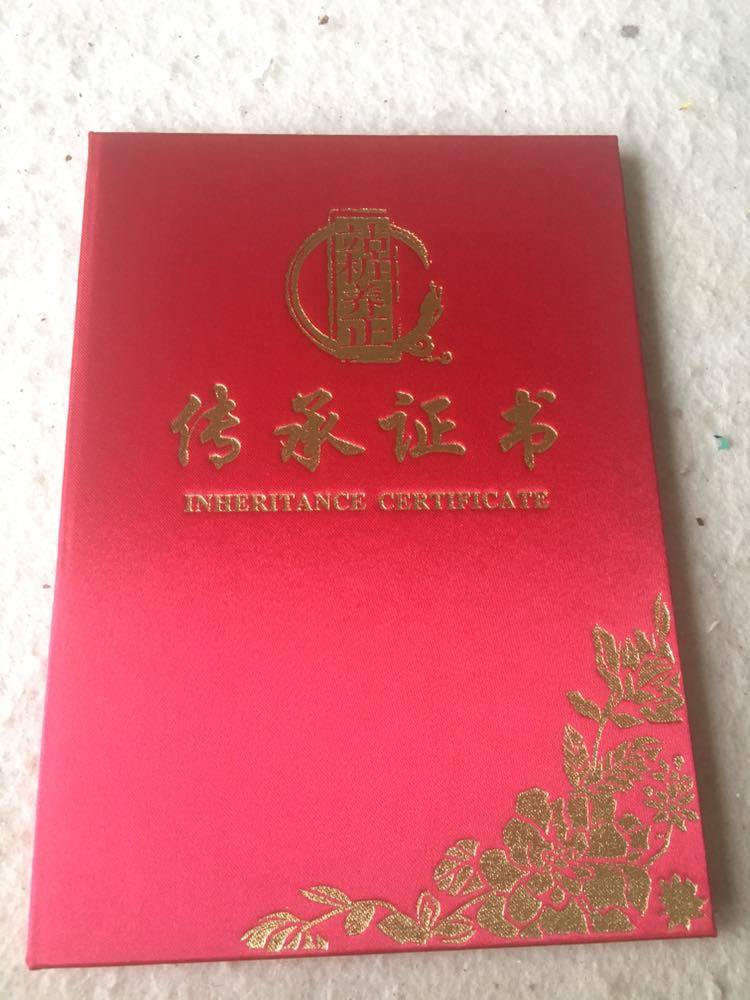 传承证书
INHERITANCE CERTIFICATE